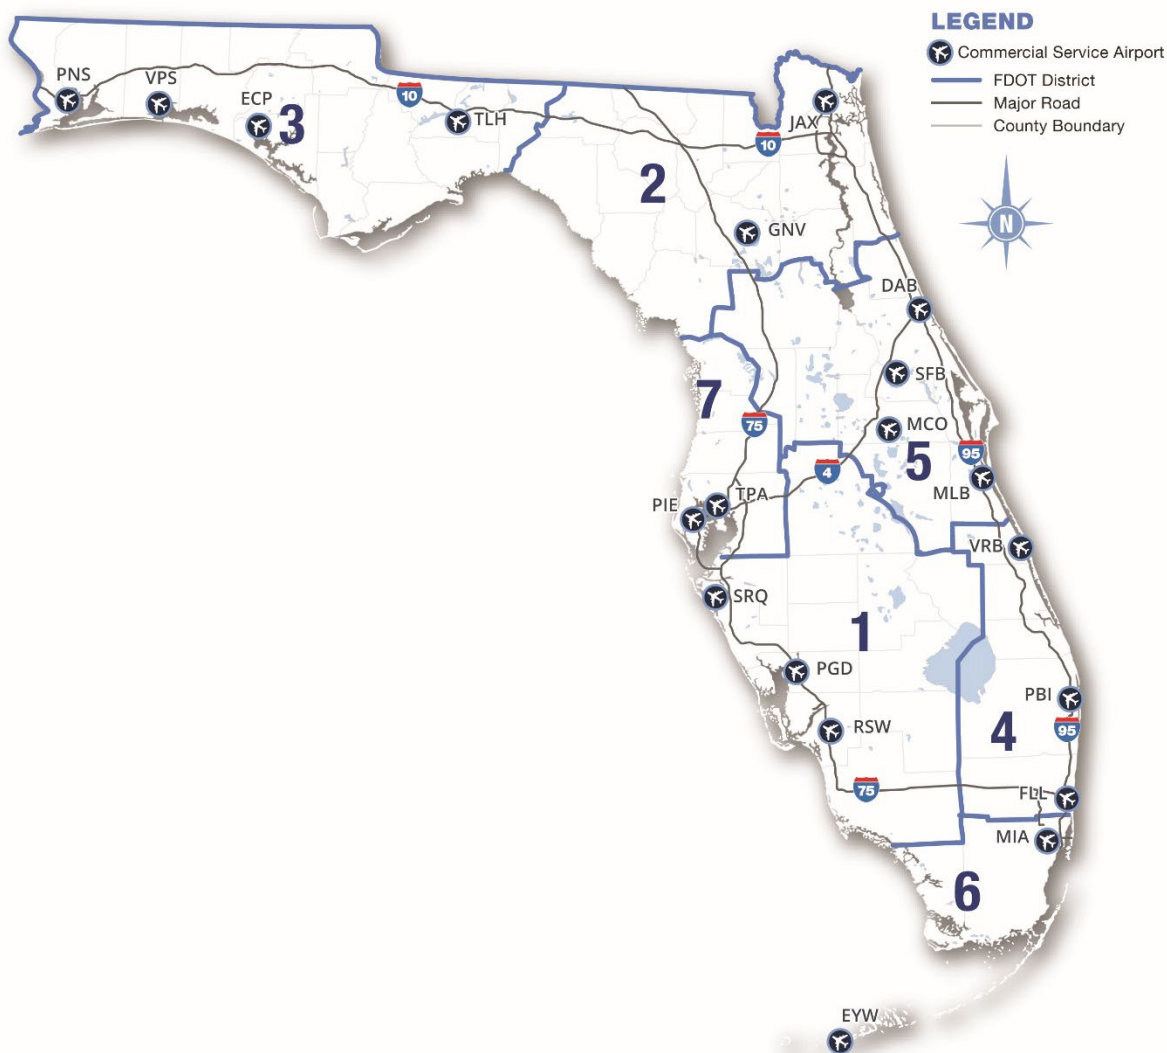 LEGEND
Commercial Service Airport
FDOT District
Major Road
County Boundary
N
PNS
VPS
ECP
3
10
TLH
JAX
10
2
GNV
DAB
SFB
7
75
MCO
5
95
4
MLB
PIE
TPA
VRB
SRQ
1
PGD
PBI
RSW
4
95
75
FLL
MIA
6
EYW